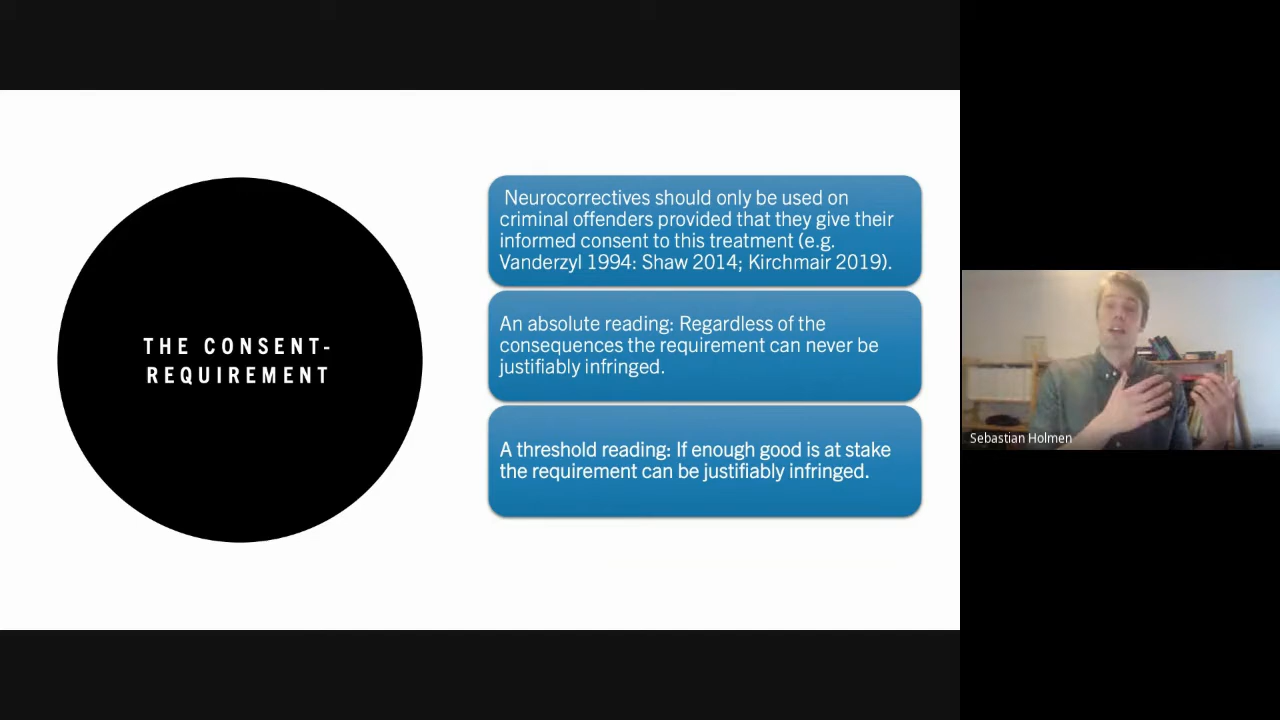 THE CONSENT-
REQUIREMENT
Neurocorrectives should only be used on
criminal offenders provided that they give their
informed consent to this treatment (e.g.
Vanderzyl 1994: Shaw 2014; Kirchmair 2019).
An absolute reading: Regardless of the
consequences the requirement can never be
justifiably infringed.
A threshold reading: If enough good is at stake
the requirement can be justifiably infringed.
Sebastian Holmen